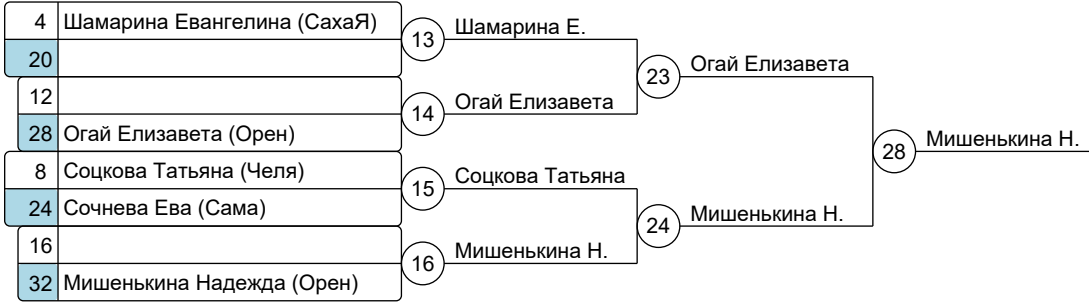 4 Шамарина Евангелина (СахаЯ)
13 Шамарина Е.
20
23 Огай Елизавета
12
14 Огай Елизавета
28 Огай Елизавета (Орен)
28 Мишенькина Н.
8 Соцкова Татьяна (Челя)
15 Соцкова Татьяна
24 Сочнева Ева (Сама)
24 Мишенькина Н.
16
16 Мишенькина Н.
32 Мишенькина Надежда (Орен)